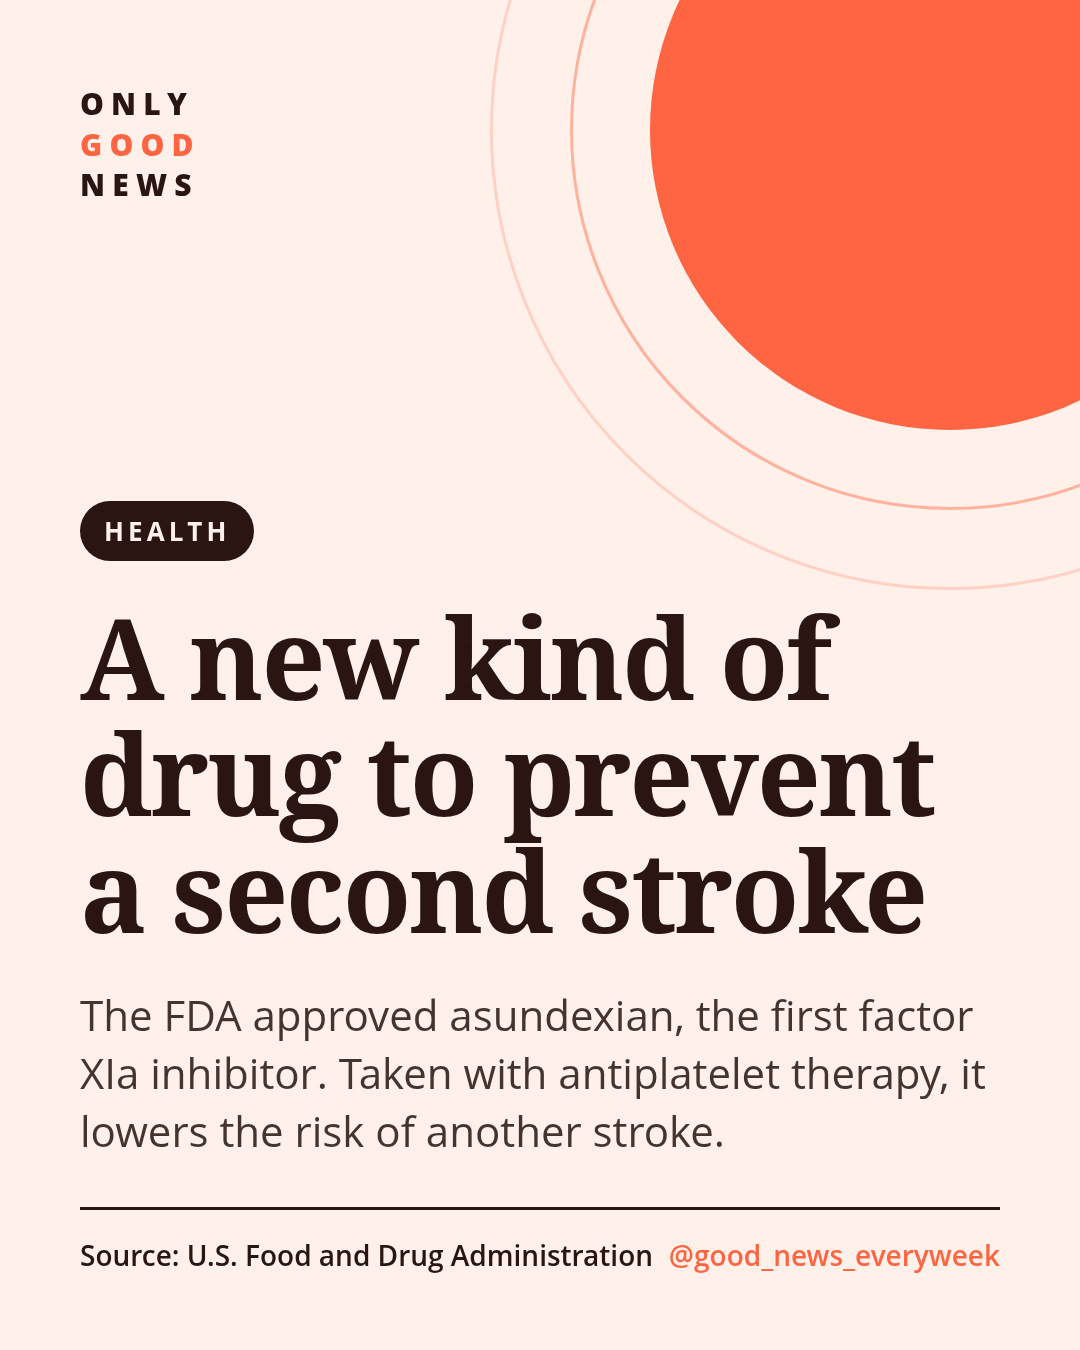 ONLY
GOOD
NEWS
HEALTH
A new kind of
drug to prevent
a second stroke
The FDA approved asundexian, the first factor
XIa inhibitor. Taken with antiplatelet therapy, it
lowers the risk of another stroke.
Source: U.S. Food and Drug Administration @good_news_everyweek